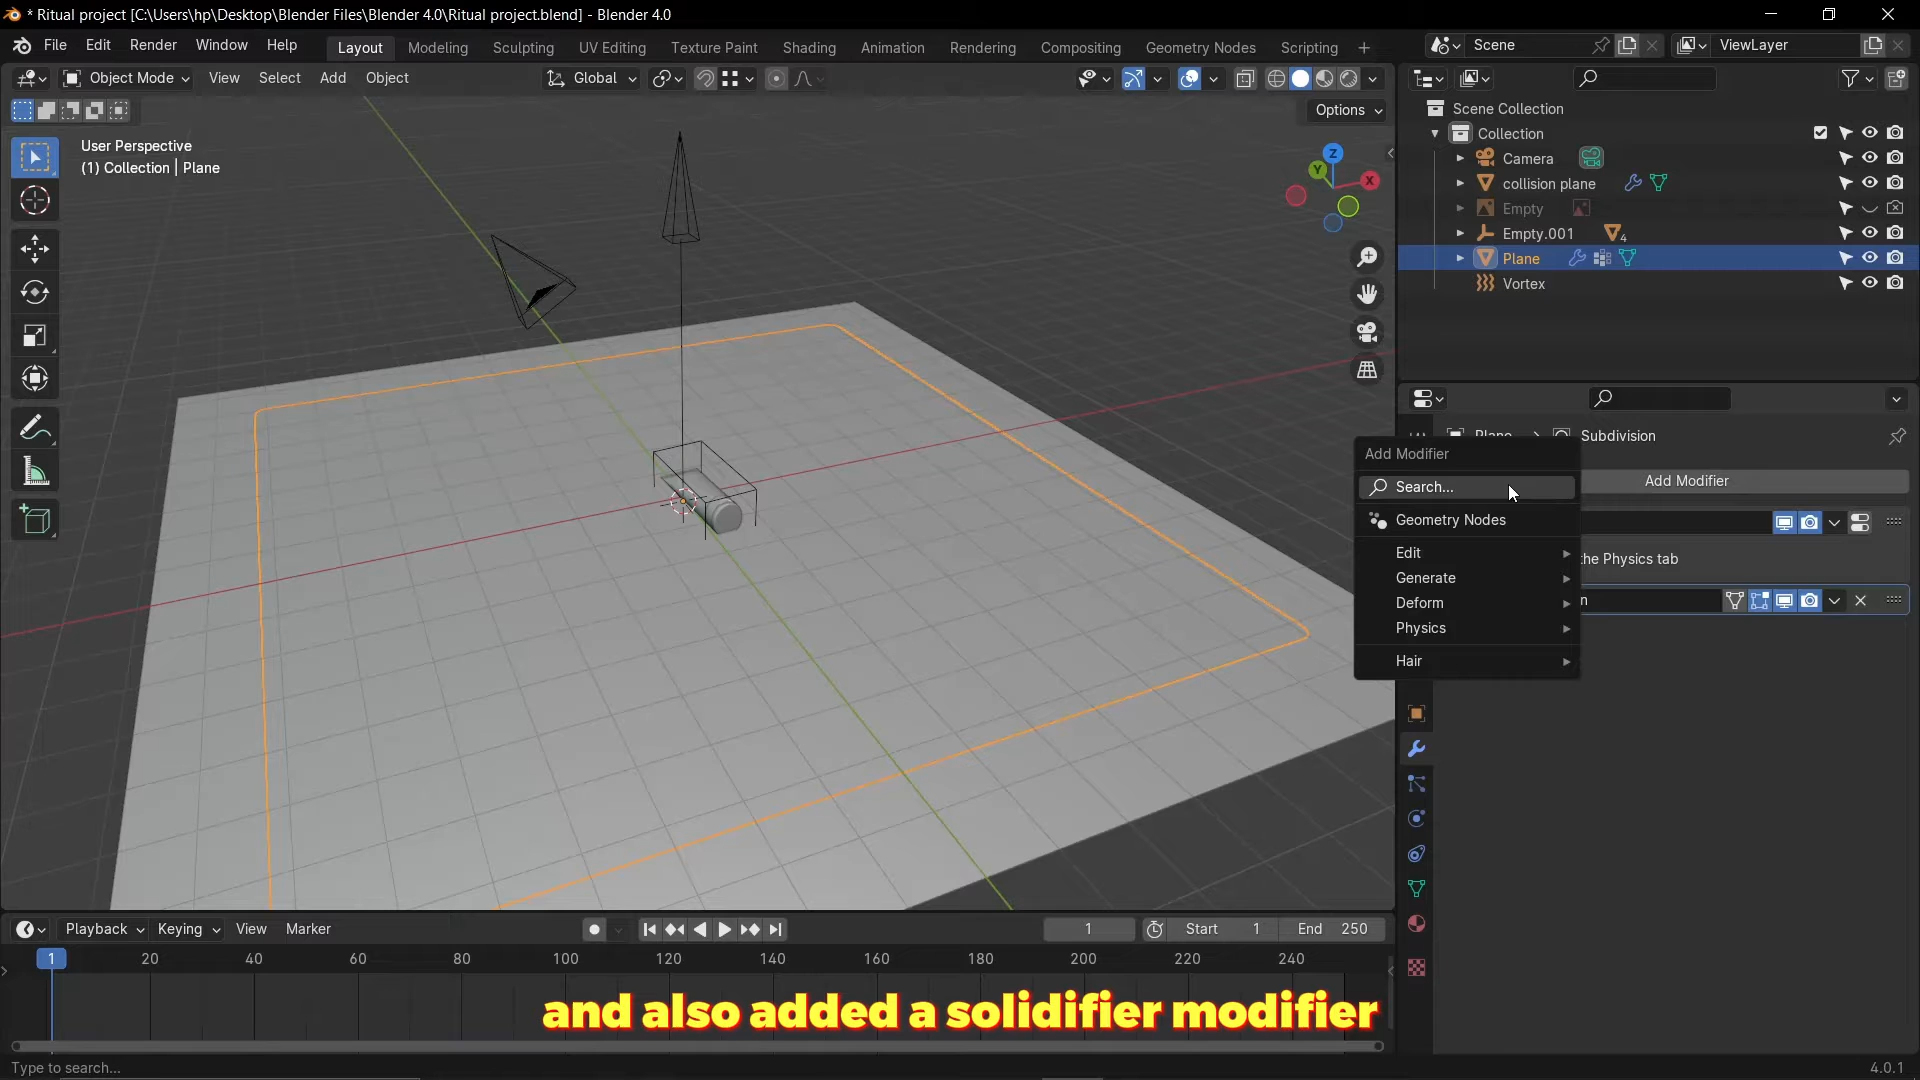 * Ritual project [C:\Users\hp\Desktop\Blender Files\Blender 4.0\Ritual project.blend] - Blender 4.0
File Edit Render Window Help Layout Modeling Sculpting UV Editing Texture Paint Shading Animation Rendering Compositing Geometry Nodes Scripting + Scene ViewLayer
Object Mode View Select Add Object Global
Options
User Perspective
(1) Collection | Plane
Z
Y
X
Scene Collection
Collection
Camera
collision plane
Empty
Empty.001 4
Plane
Vortex
Plane > Subdivision
Add Modifier
Add Modifier
Search...
Geometry Nodes
Edit
Generate
Deform
Physics
Hair
the Physics tab
n
Playback Keying View Marker 1 Start 1 End 250
1 20 40 60 80 100 120 140 160 180 200 220 240
and also added a solidifier modifier
Type to search...
4.0.1